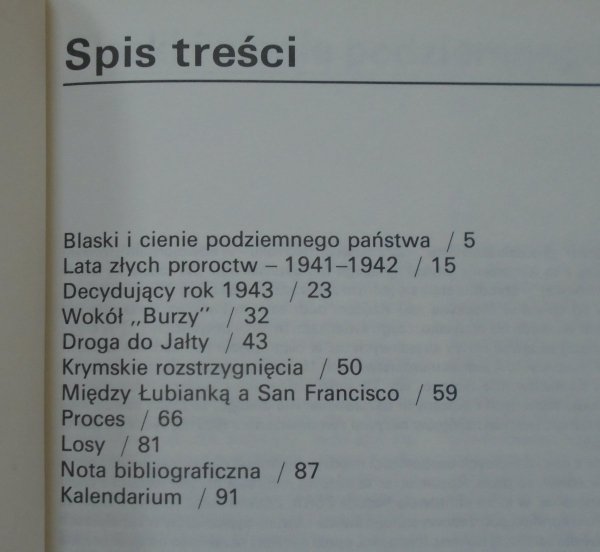 Spis treści
Blaski i cienie podziemnego państwa / 5
Lata złych proroctw – 1941–1942 / 15
Decydujący rok 1943 / 23
Wokół „Burzy” / 32
Droga do Jałty / 43
Krymskie rozstrzygnięcia / 50
Między Łubianką a San Francisco / 59
Proces / 66
Losy / 81
Nota bibliograficzna / 87
Kalendarium / 91